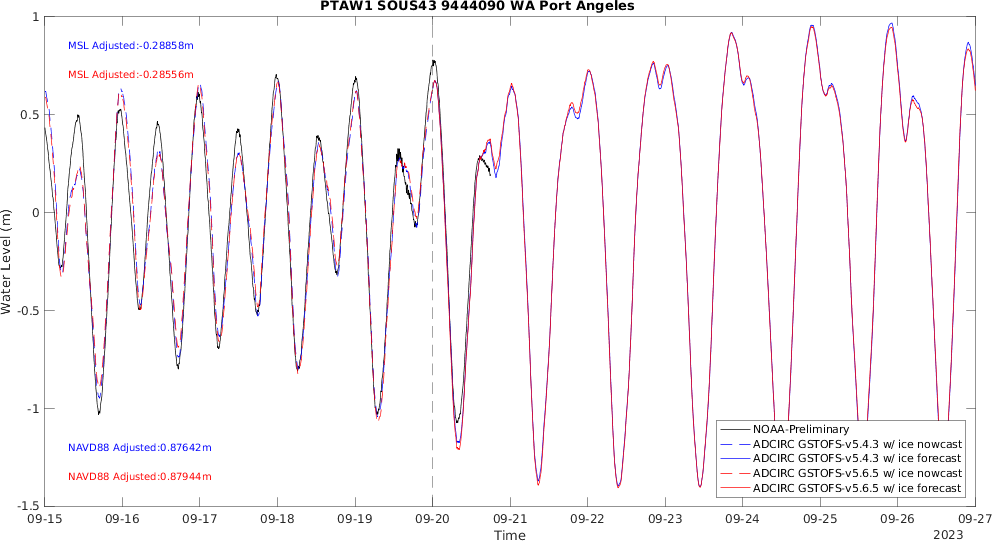 PTAW1 SOUS43 9444090 WA Port Angeles
MSL Adjusted:-0.28858m
MSL Adjusted:-0.28556m
NAVD88 Adjusted:0.87642m
NAVD88 Adjusted:0.87944m
Water Level (m)
1
0.5
0
-0.5
-1
-1.5
NOAA-Preliminary
ADCIRC GSTOFS-v5.4.3 w/ ice nowcast
ADCIRC GSTOFS-v5.4.3 w/ ice forecast
ADCIRC GSTOFS-v5.6.5 w/ ice nowcast
ADCIRC GSTOFS-v5.6.5 w/ ice forecast
09-15 09-16 09-17 09-18 09-19 09-20 09-21 09-22 09-23 09-24 09-25 09-26 09-27
Time
2023